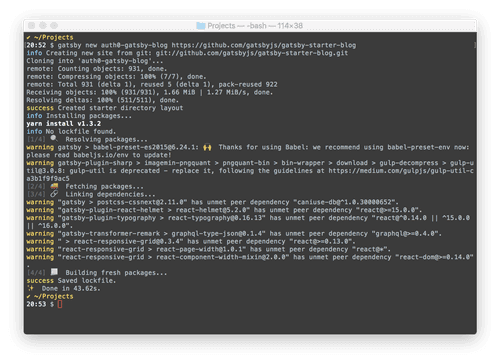 Projects — -bash — 114×38
✔ ~/Projects
20:52 $ gatsby new auth0-gatsby-blog https://github.com/gatsbyjs/gatsby-starter-blog
info Creating new site from git: git://github.com/gatsbyjs/gatsby-starter-blog.git
Cloning into 'auth0-gatsby-blog'...
remote: Counting objects: 931, done.
remote: Compressing objects: 100% (7/7), done.
remote: Total 931 (delta 1), reused 5 (delta 1), pack-reused 922
Receiving objects: 100% (931/931), 1.66 MiB | 1.27 MiB/s, done.
Resolving deltas: 100% (511/511), done.
success Created starter directory layout
info Installing packages...
yarn install v1.3.2
info No lockfile found.
[1/4] 🔍 Resolving packages...
warning gatsby > babel-preset-es2015@6.24.1: 🙌 Thanks for using Babel: we recommend using babel-preset-env now:
please read babeljs.io/env to update!
warning gatsby-plugin-sharp > imagemin-pngquant > pngquant-bin > bin-wrapper > download > gulp-decompress > gulp-u
til@3.0.8: gulp-util is deprecated - replace it, following the guidelines at https://medium.com/gulpjs/gulp-util-c
a3b1f9f9ac5
[2/4] 🚚 Fetching packages...
[3/4] 🔗 Linking dependencies...
warning "gatsby > postcss-cssnext@2.11.0" has unmet peer dependency "caniuse-db@^1.0.30000652".
warning "gatsby-plugin-react-helmet > react-helmet@5.2.0" has unmet peer dependency "react@>=15.0.0".
warning "gatsby-plugin-typography > react-typography@0.16.13" has unmet peer dependency "react@^0.14.0 || ^15.0.0
|| ^16.0.0".
warning "gatsby-transformer-remark > graphql-type-json@0.1.4" has unmet peer dependency "graphql@>=0.4.0".
warning " > react-responsive-grid@0.3.4" has unmet peer dependency "react@>=0.13.0".
warning "react-responsive-grid > react-page-width@1.0.1" has unmet peer dependency "react@*".
warning "react-responsive-grid > react-component-width-mixin@2.0.0" has unmet peer dependency "react-dom@>=0.14.0"
.
[4/4] 📃 Building fresh packages...
success Saved lockfile.
✨ Done in 43.62s.
✔ ~/Projects
20:53 $